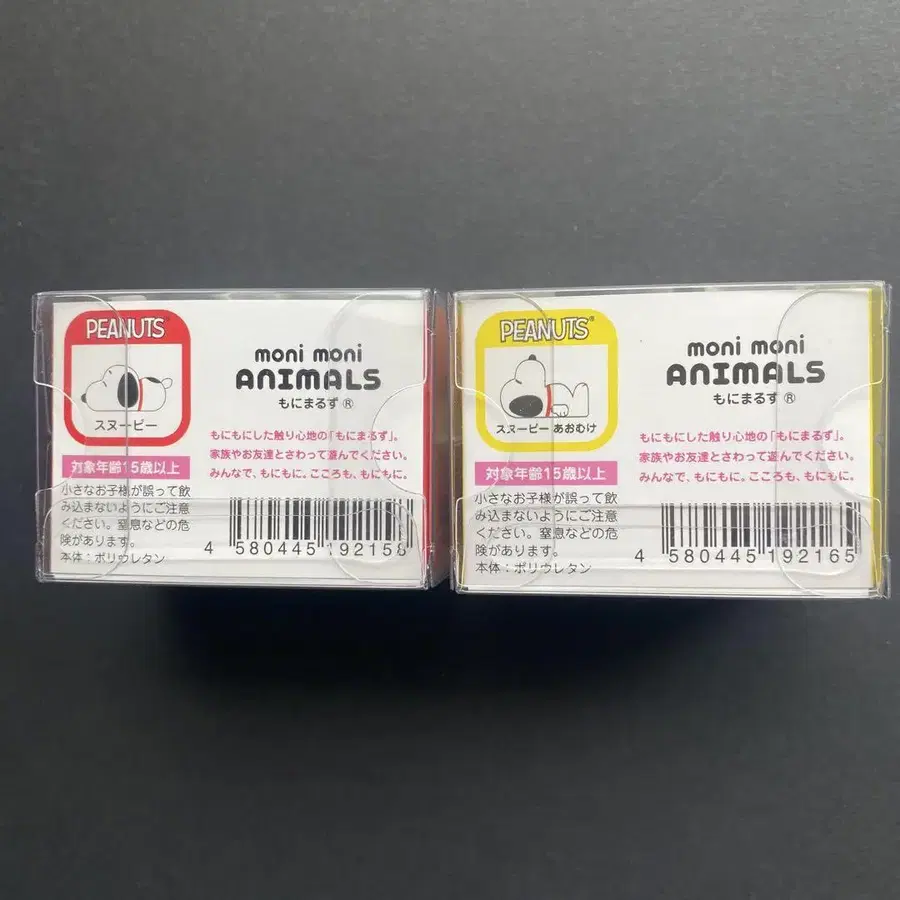 PEANUTS
スヌーピー
moni moni
ANIMALS
もにまるず®
もにもにした触り心地の「もにまるず」。
家族やお友達とさわって遊んでください。
みんなで、もにもに。こころも、もにもに。
対象年齢15歳以上
小さなお子様が誤って飲
み込まないようにご注意
ください。窒息などの危
険があります。
本体：ポリウレタン
4 580445 192158
PEANUTS®
スヌーピー あおむけ
moni moni
ANIMALS
もにまるず®
もにもにした触り心地の「もにまるず」。
家族やお友達とさわって遊んでください。
みんなで、もにもに。こころも、もにもに。
対象年齢15歳以上
小さなお子様が誤って飲
み込まないようにご注意
ください。窒息などの危
険があります。
本体：ポリウレタン
4 580445 192165